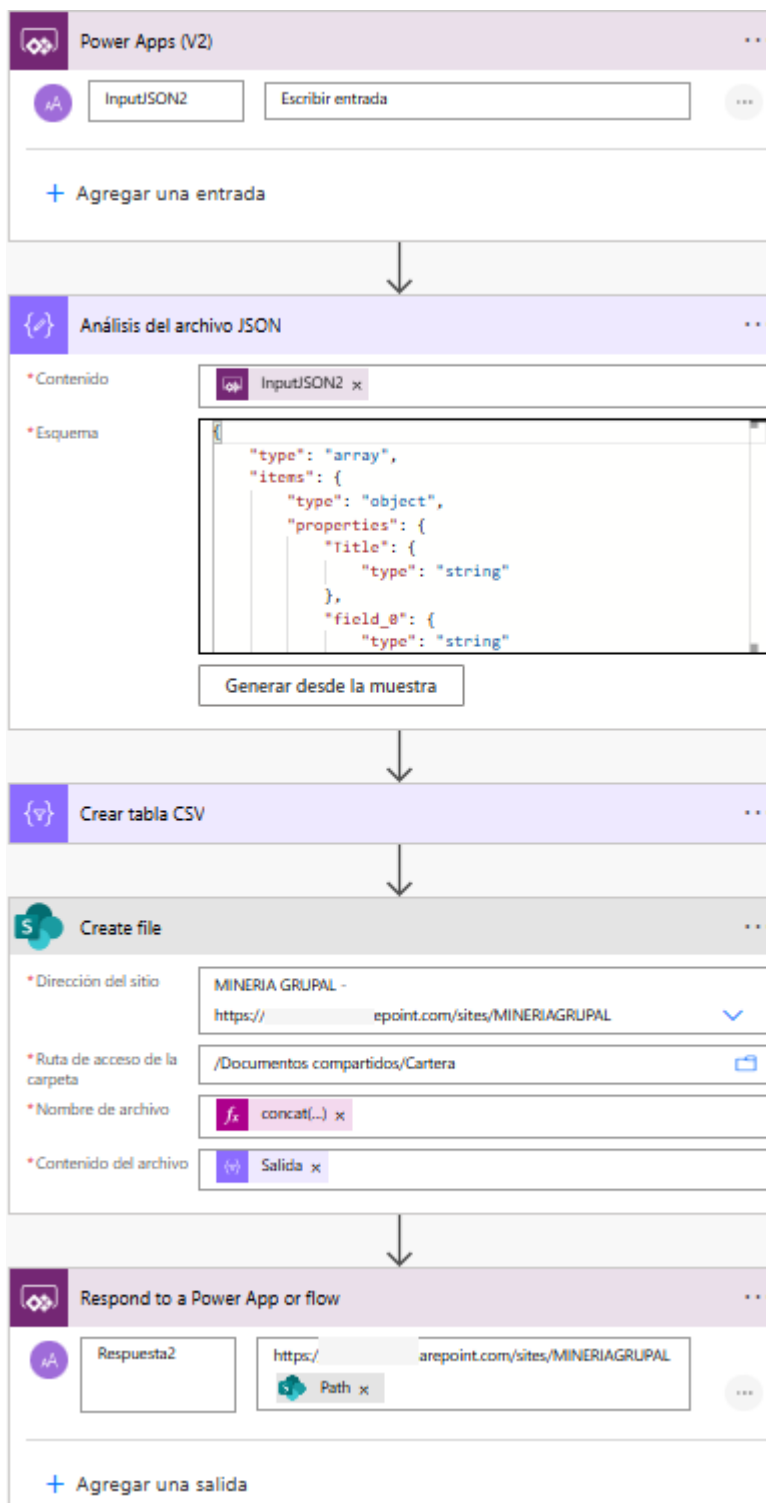 Power Apps (V2)
InputJSON2
Escribir entrada
+ Agregar una entrada
Análisis del archivo JSON
*Contenido
InputJSON2 ×
*Esquema
{
"type": "array",
"items": {
"type": "object",
"properties": {
"Title": {
"type": "string"
},
"field_0": {
"type": "string"
Generar desde la muestra
Crear tabla CSV
Create file
*Dirección del sitio
MINERIA GRUPAL -
https:// epoint.com/sites/MINERIAGRUPAL
*Ruta de acceso de la
carpeta
/Documentos compartidos/Cartera
*Nombre de archivo
fx concat(...) ×
*Contenido del archivo
Salida ×
Respond to a Power App or flow
Respuesta2
https:/ arepoint.com/sites/MINERIAGRUPAL
Path ×
+ Agregar una salida